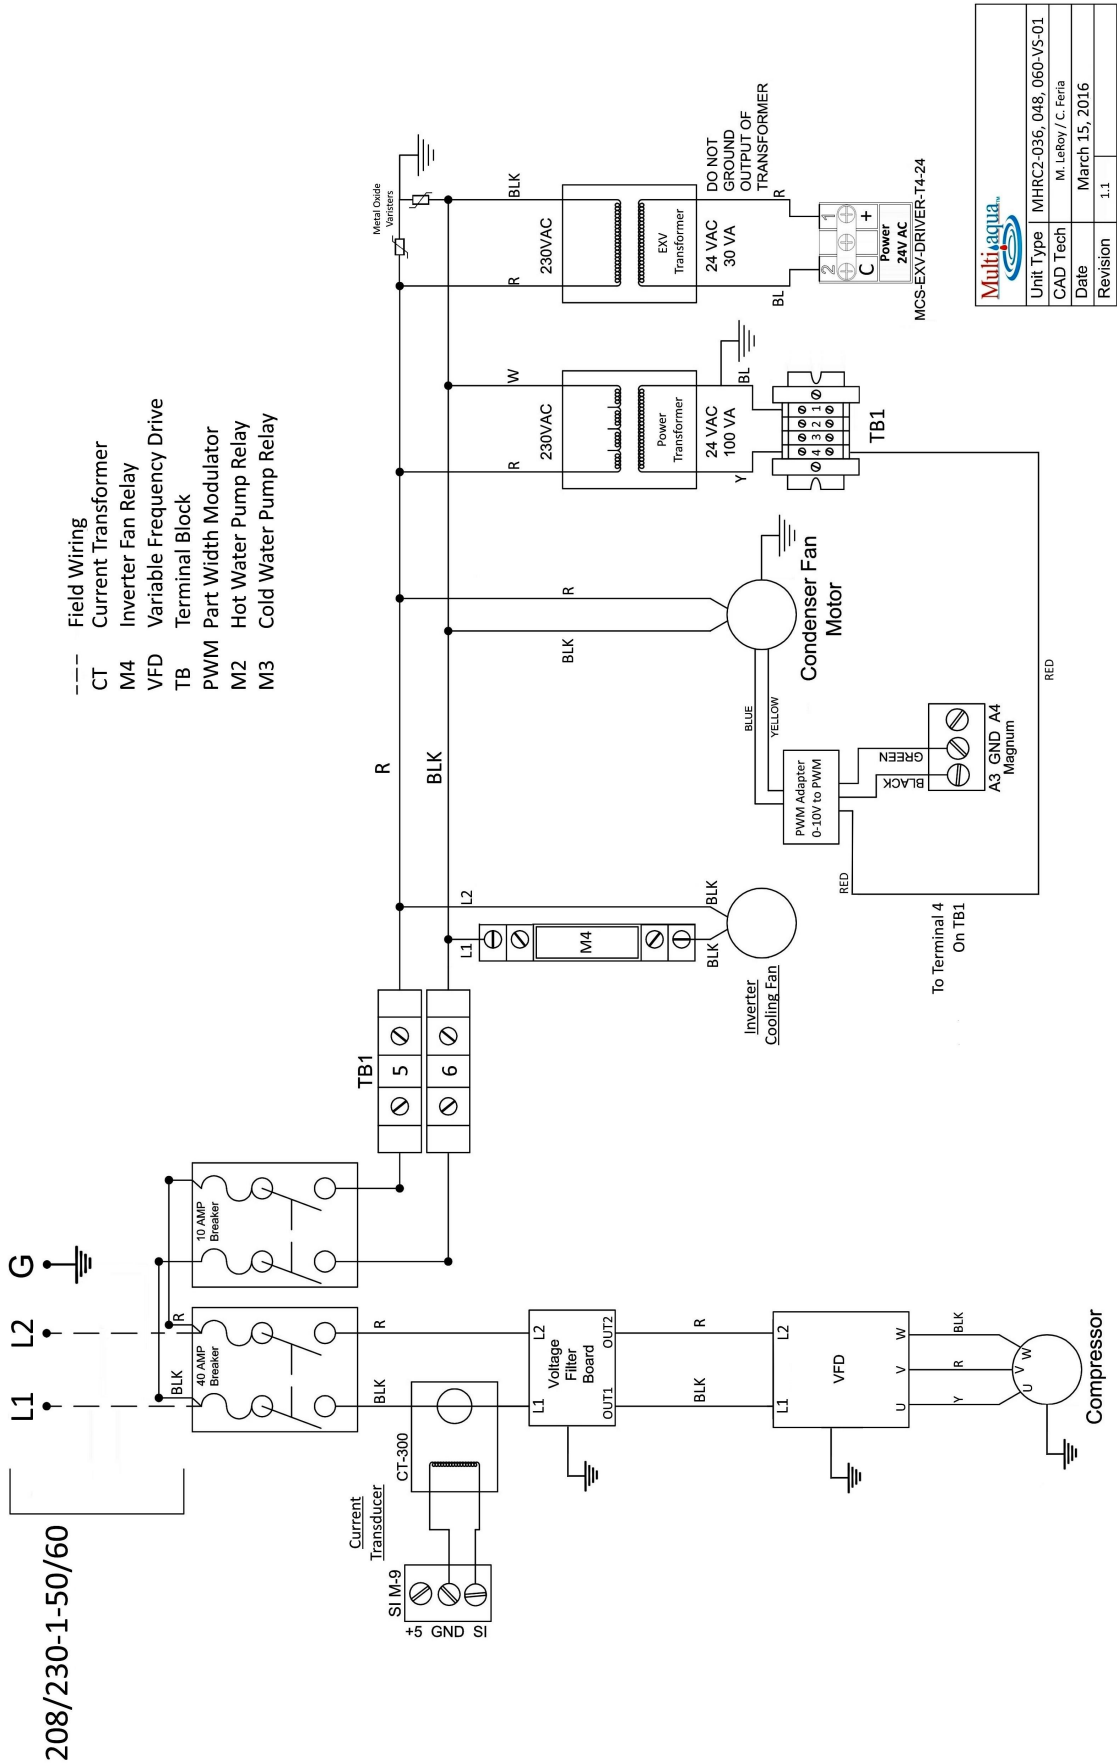 208/230-1-50/60
L1
L2
G
--- Field Wiring
CT Current Transformer
M4 Inverter Fan Relay
VFD Variable Frequency Drive
TB Terminal Block
PWM Part Width Modulator
M2 Hot Water Pump Relay
M3 Cold Water Pump Relay
BLK
R
40 AMP
Breaker
10 AMP
Breaker
BLK
R
Current
Transducer
CT-300
SI M-9
+5 GND SI
L1
L2
Voltage
Filter
Board
OUT1
OUT2
BLK
R
L1
L2
VFD
U
V
W
Y
R
BLK
U
V
W
Compressor
TB1
5
6
R
BLK
L1
L2
M4
BLK
BLK
Inverter
Cooling Fan
BLK
R
Condenser Fan
Motor
BLUE
YELLOW
PWM Adapter
0-10V to PWM
RED
BLACK
GREEN
A3 GND A4
Magnum
To Terminal 4
On TB1
RED
R
W
230VAC
Power
Transformer
24 VAC
100 VA
Y
BL
4 3 2 1
TB1
Metal Oxide
Varisters
R
BLK
230VAC
EXV
Transformer
24 VAC
30 VA
DO NOT
GROUND
OUTPUT OF
TRANSFORMER
BL
R
2
1
C
+
Power
24V AC
MCS-EXV-DRIVER-T4-24
Multiaqua™
Unit Type MHRC2-036, 048, 060-VS-01
CAD Tech M. LeRoy / C. Feria
Date March 15, 2016
Revision 1.1